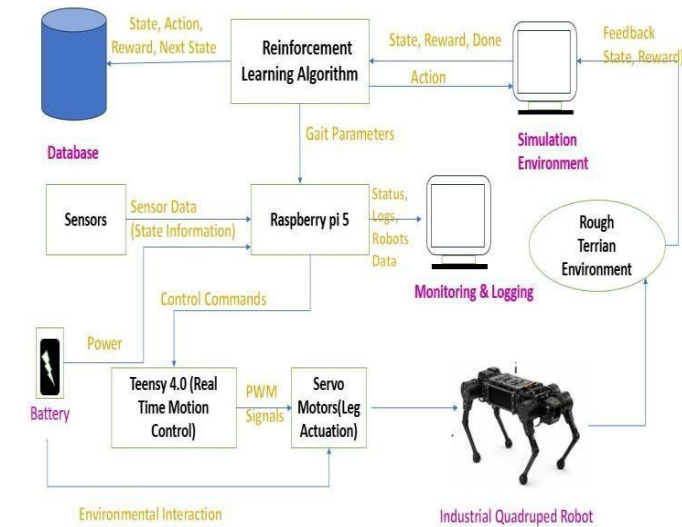 State, Action,
Reward, Next State
Reinforcement
Learning Algorithm
State, Reward, Done
Action
Feedback
State, Reward
Database
Gait Parameters
Simulation
Environment
Sensors
Sensor Data
(State Information)
Raspberry pi 5
Status,
Logs,
Robots
Data
Rough
Terrian
Environment
Monitoring & Logging
Control Commands
Power
Battery
Teensy 4.0 (Real
Time Motion
Control)
PWM
Signals
Servo
Motors(Leg
Actuation)
Environmental Interaction
Industrial Quadruped Robot